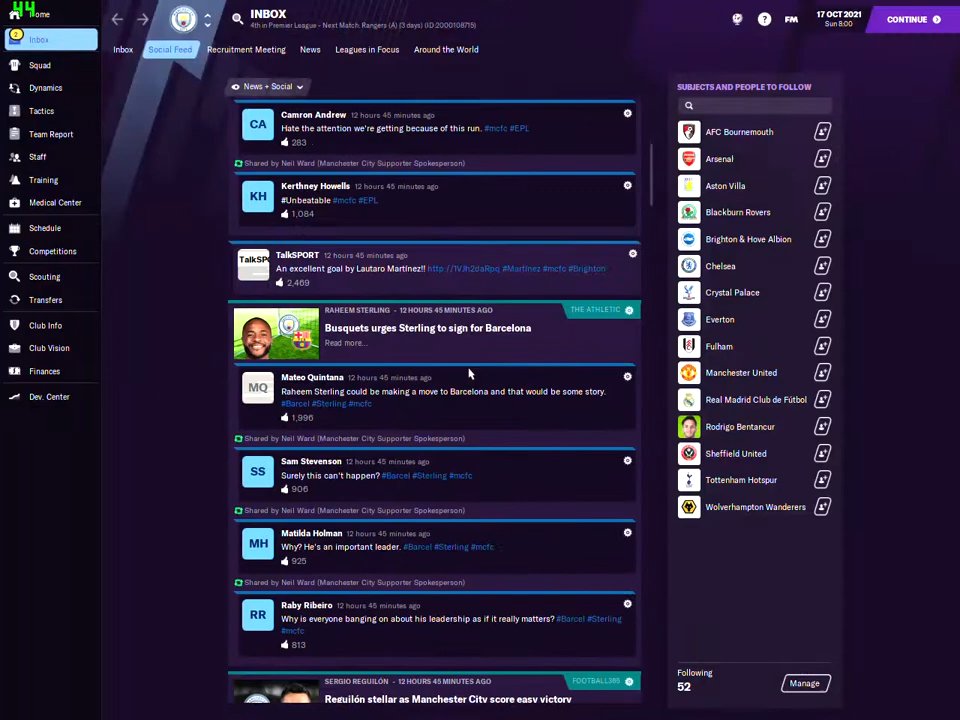 44
Home
2
Inbox
Squad
Dynamics
Tactics
Team Report
Staff
Training
Medical Center
Schedule
Competitions
Scouting
Transfers
Club Info
Club Vision
Finances
Dev. Center
INBOX
4th in Premier League - Next Match: Rangers (A) (3 days) (ID:2000108715)
?
FM
17 OCT 2021
Sun 8:00
CONTINUE
Inbox
Social Feed
Recruitment Meeting
News
Leagues in Focus
Around the World
News + Social
CA
Camron Andrew 12 hours 45 minutes ago
Hate the attention we're getting because of this run. #mcfc #EPL
283
Shared by Neil Ward (Manchester City Supporter Spokesperson)
KH
Kerthney Howells 12 hours 45 minutes ago
#Unbeatable #mcfc #EPL
1,084
TalkSPO
TalkSPORT 12 hours 45 minutes ago
An excellent goal by Lautaro Martínez!! http://1VJh2daRpq #Martínez #mcfc #Brighton
2,469
RAHEEM STERLING - 12 HOURS 45 MINUTES AGO
THE ATHLETIC
Busquets urges Sterling to sign for Barcelona
Read more...
MQ
Mateo Quintana 12 hours 45 minutes ago
Raheem Sterling could be making a move to Barcelona and that would be some story.
#Barcel #Sterling #mcfc
1,996
Shared by Neil Ward (Manchester City Supporter Spokesperson)
SS
Sam Stevenson 12 hours 45 minutes ago
Surely this can't happen? #Barcel #Sterling #mcfc
906
Shared by Neil Ward (Manchester City Supporter Spokesperson)
MH
Matilda Holman 12 hours 45 minutes ago
Why? He's an important leader. #Barcel #Sterling #mcfc
925
Shared by Neil Ward (Manchester City Supporter Spokesperson)
RR
Raby Ribeiro 12 hours 45 minutes ago
Why is everyone banging on about his leadership as if it really matters? #Barcel #Sterling
#mcfc
813
SERGIO REGUILÓN - 12 HOURS 45 MINUTES AGO
FOOTBALL365
Reguilón stellar as Manchester City score easy victory
SUBJECTS AND PEOPLE TO FOLLOW
AFC Bournemouth
Arsenal
Aston Villa
Blackburn Rovers
Brighton & Hove Albion
Chelsea
Crystal Palace
Everton
Fulham
Manchester United
Real Madrid Club de Fútbol
Rodrigo Bentancur
Sheffield United
Tottenham Hotspur
Wolverhampton Wanderers
Following
52
Manage